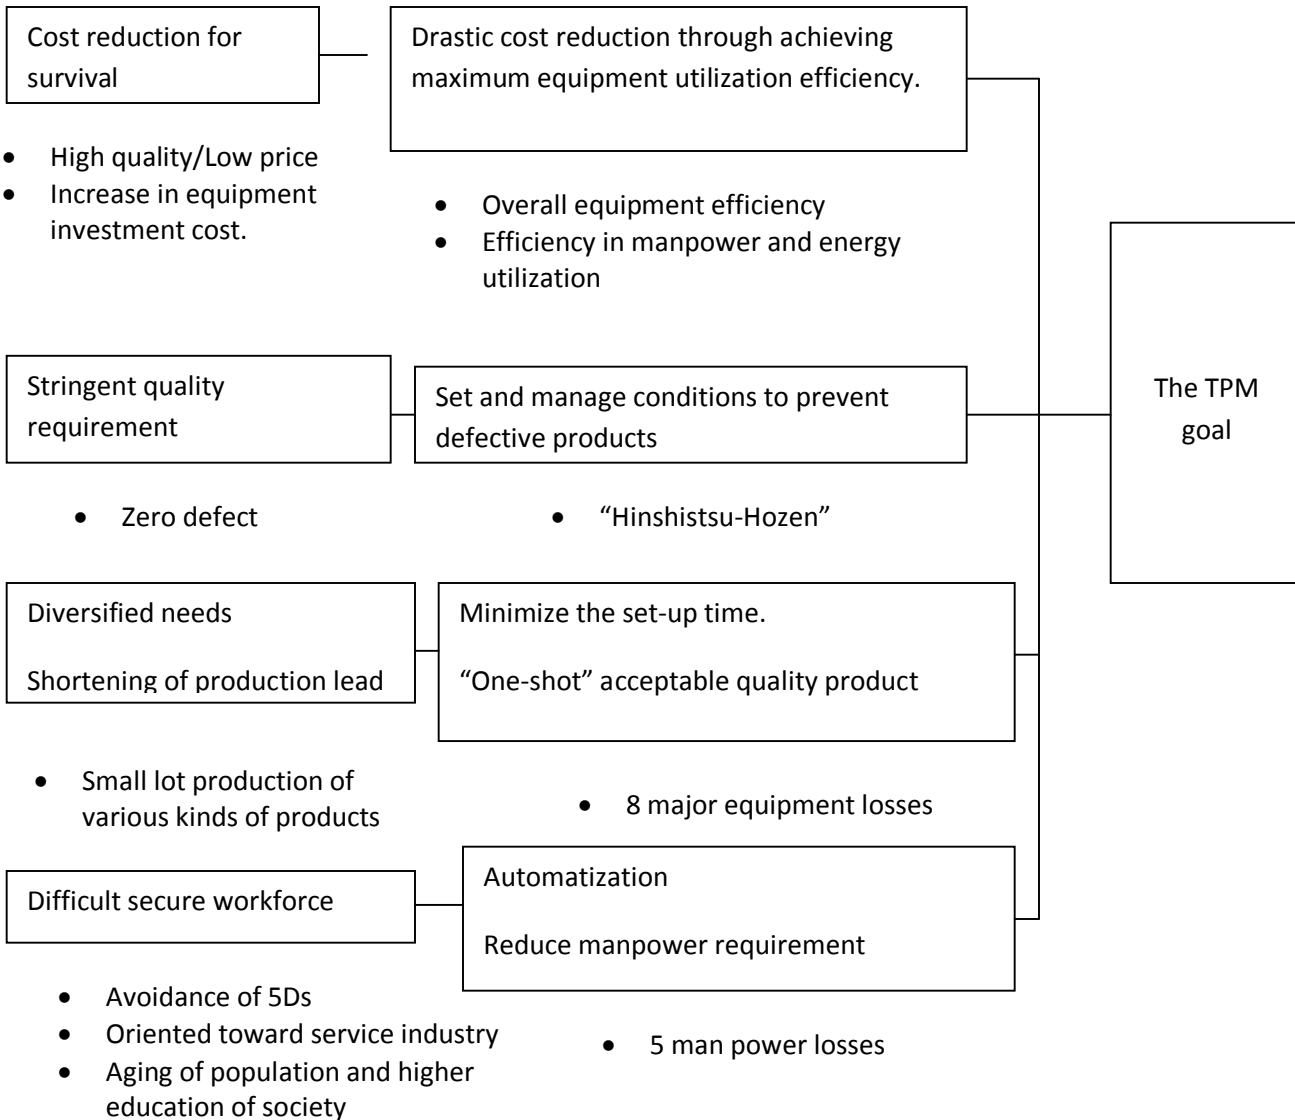 Cost reduction for
survival
Drastic cost reduction through achieving
maximum equipment utilization efficiency.
• High quality/Low price
• Increase in equipment
investment cost.
• Overall equipment efficiency
• Efficiency in manpower and energy
utilization
Stringent quality
requirement
Set and manage conditions to prevent
defective products
The TPM
goal
• Zero defect
• “Hinshistsu-Hozen”
Diversified needs
Shortening of production lead
Minimize the set-up time.
“One-shot” acceptable quality product
• Small lot production of
various kinds of products
• 8 major equipment losses
Difficult secure workforce
Automatization
Reduce manpower requirement
• Avoidance of 5Ds
• Oriented toward service industry
• Aging of population and higher
education of society
• 5 man power losses